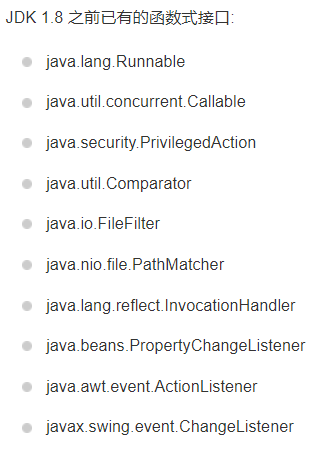 JDK 1.8 之前已有的函数式接口:
java.lang.Runnable
java.util.concurrent.Callable
java.security.PrivilegedAction
java.util.Comparator
java.io.FileFilter
java.nio.file.PathMatcher
java.lang.reflect.InvocationHandler
java.beans.PropertyChangeListener
java.awt.event.ActionListener
javax.swing.event.ChangeListener